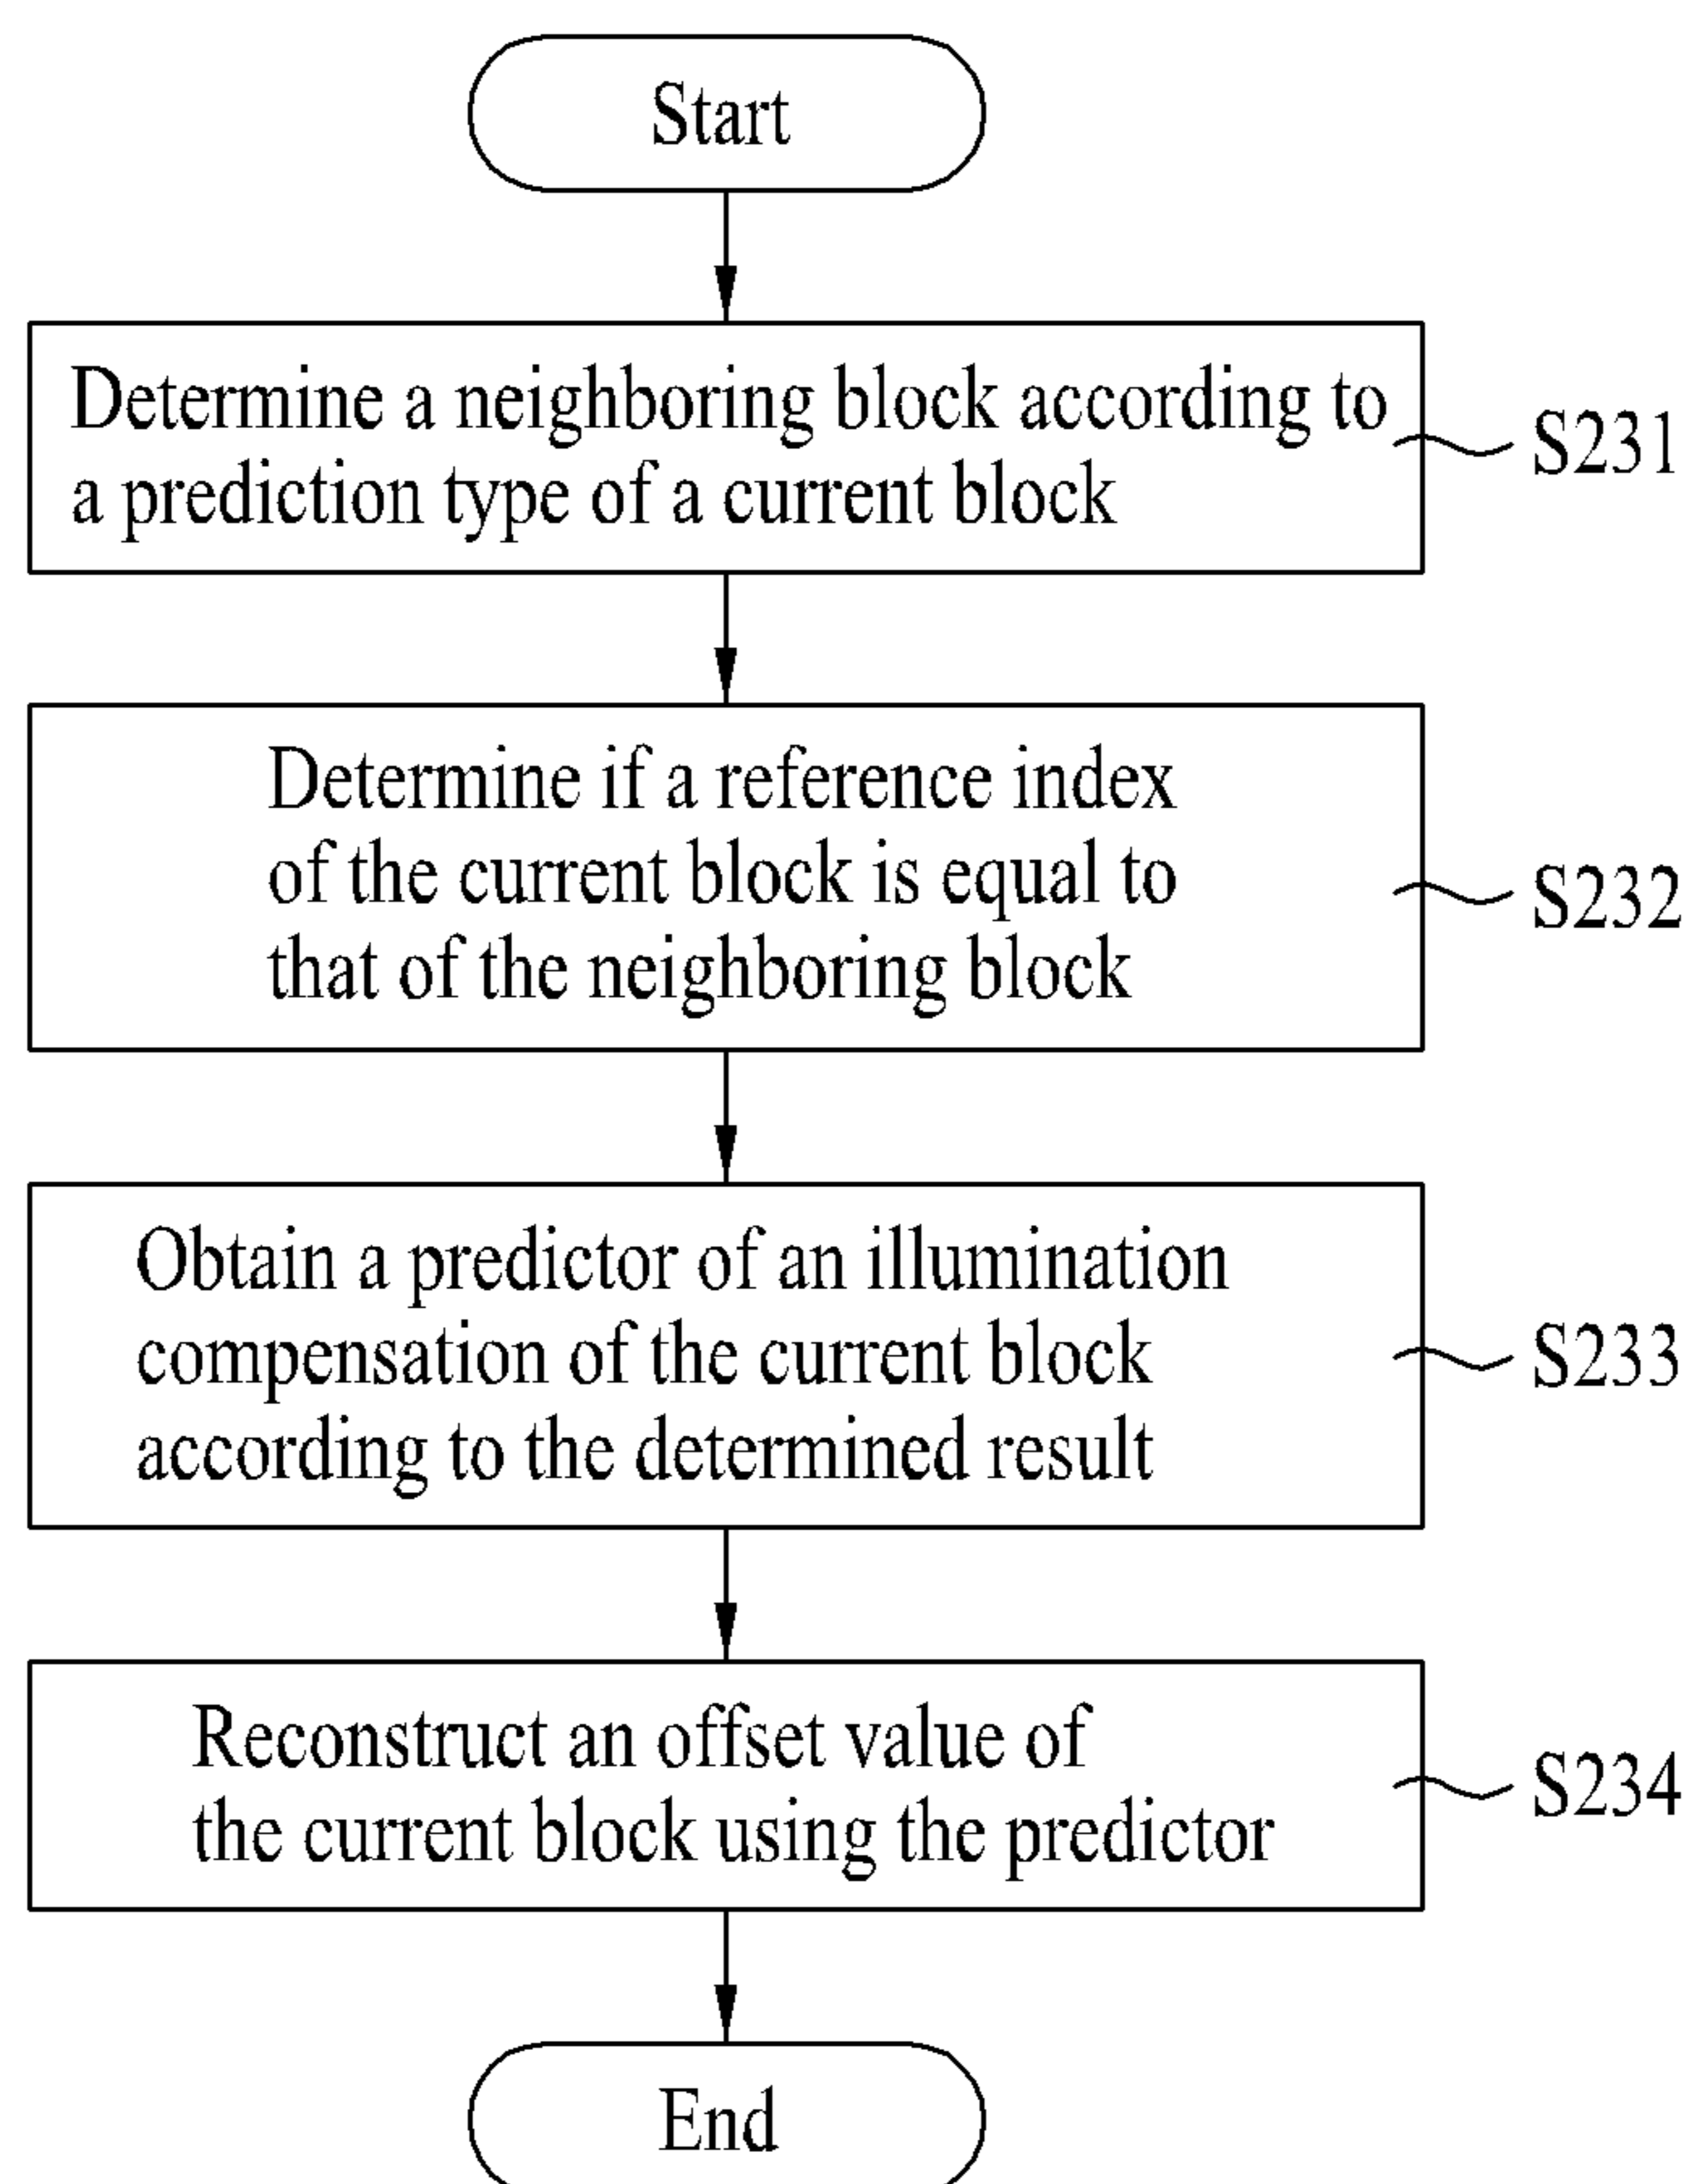 Start
Determine a neighboring block according to
a prediction type of a current block
S231
Determine if a reference index
of the current block is equal to
that of the neighboring block
S232
Obtain a predictor of an illumination
compensation of the current block
according to the determined result
S233
Reconstruct an offset value of
the current block using the predictor
S234
End